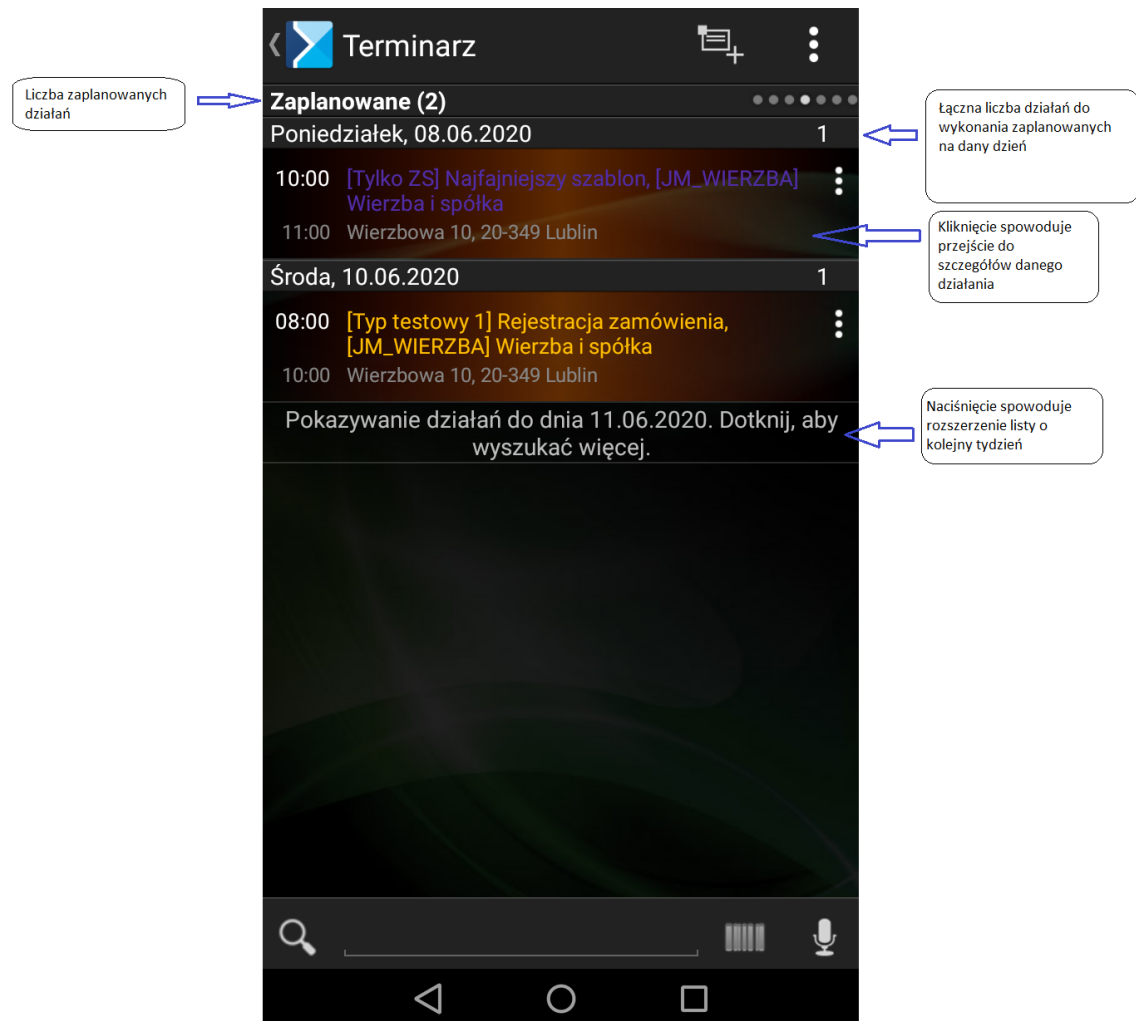 Terminarz
Liczba zaplanowanych
działań
Zaplanowane (2)
Poniedziałek, 08.06.2020 1
Łączna liczba działań do
wykonania zaplanowanych
na dany dzień
10:00 [Tylko ZS] Najfajniejszy szablon, [JM_WIERZBA]
Wierzba i spółka
11:00 Wierzbowa 10, 20-349 Lublin
Kliknięcie spowoduje
przejście do
szczegółów danego
działania
Środa, 10.06.2020 1
08:00 [Typ testowy 1] Rejestracja zamówienia,
[JM_WIERZBA] Wierzba i spółka
10:00 Wierzbowa 10, 20-349 Lublin
Pokazywanie działań do dnia 11.06.2020. Dotknij, aby
wyszukać więcej.
Naciśnięcie spowoduje
rozszerzenie listy o
kolejny tydzień